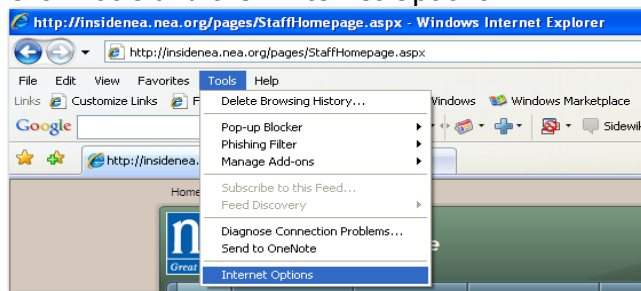 http://insidenea.nea.org/pages/StaffHomepage.aspx - Windows Internet Explorer
http://insidenea.nea.org/pages/StaffHomepage.aspx
File Edit View Favorites Tools Help
Links Customize Links F Windows Windows Marketplace
Google Sidewik
http://insidenea.
Delete Browsing History...
Pop-up Blocker
Phishing Filter
Manage Add-ons
Subscribe to this Feed...
Feed Discovery
Diagnose Connection Problems...
Send to OneNote
Internet Options
Home
n e
Great